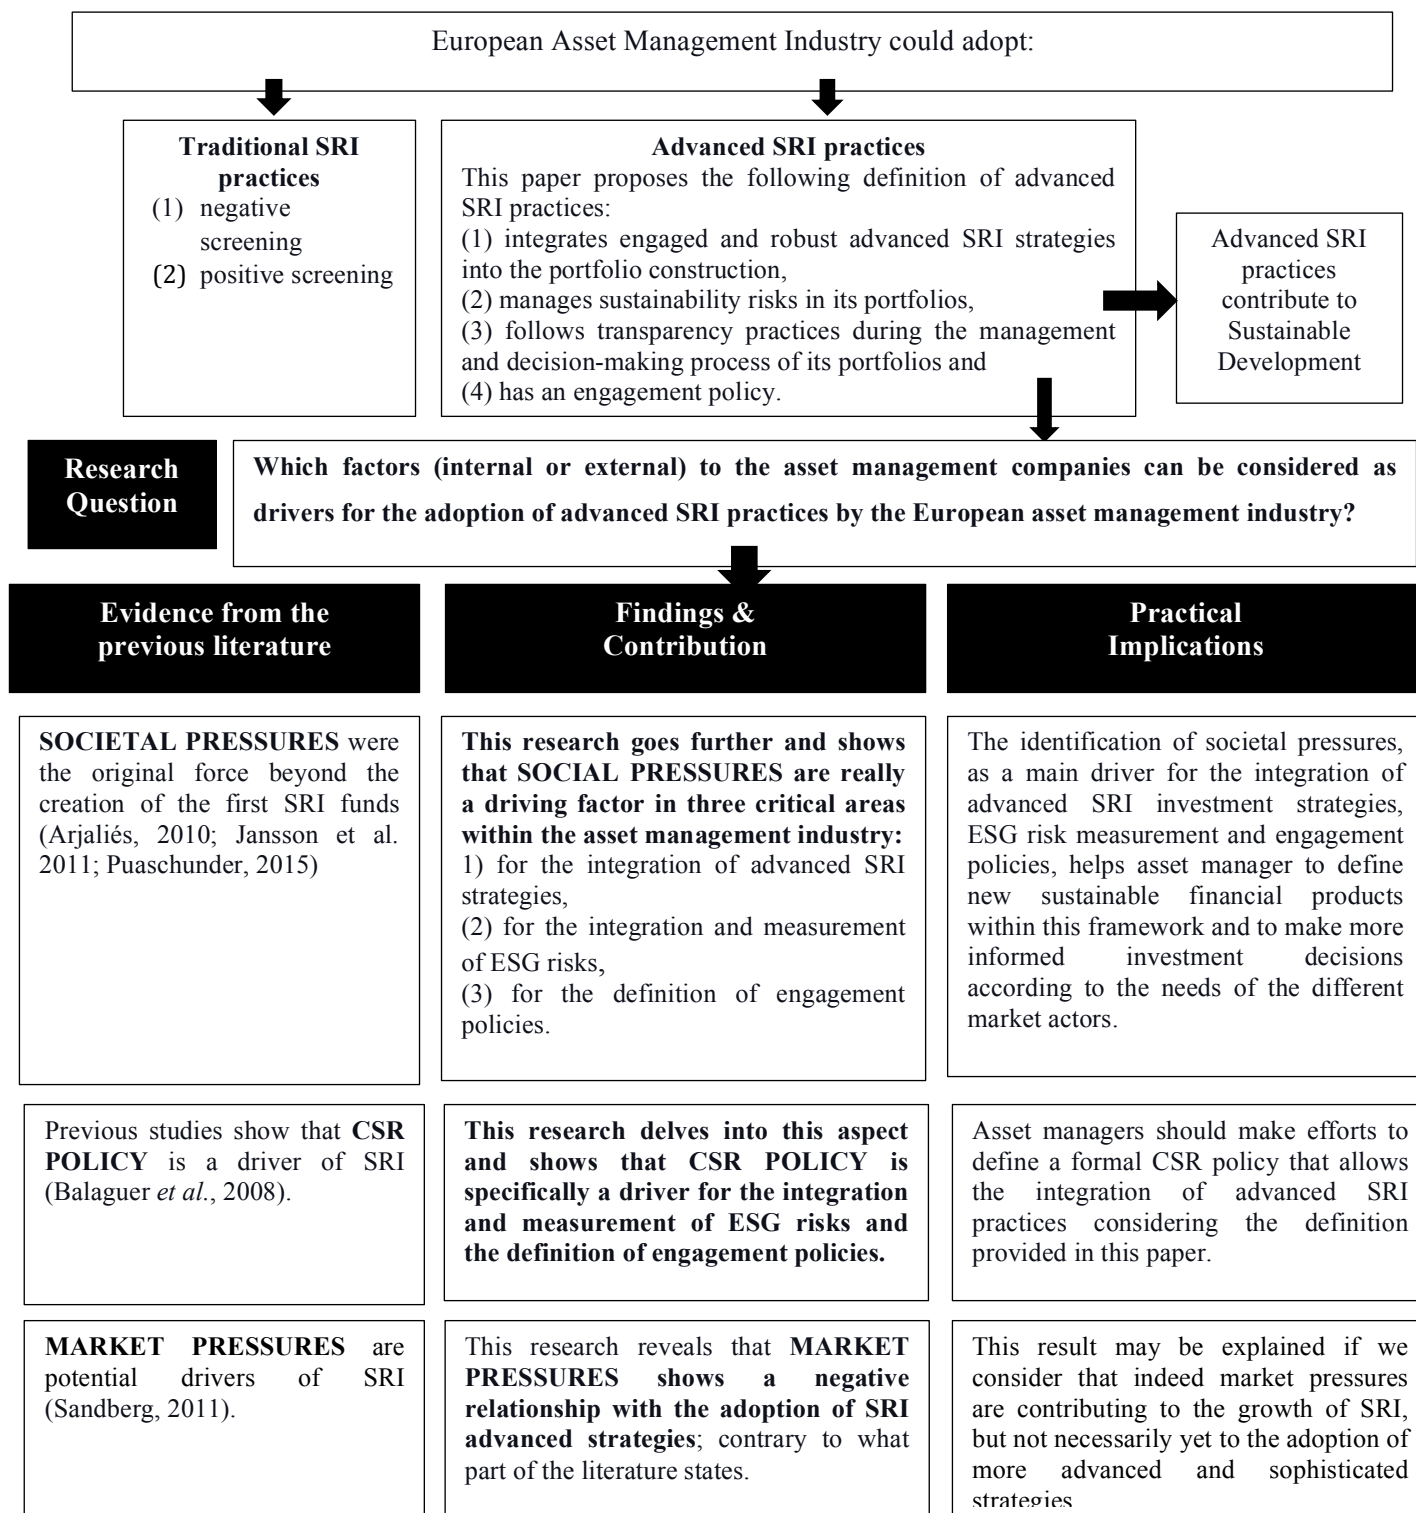 European Asset Management Industry could adopt:
Traditional SRI
practices
(1) negative
screening
(2) positive screening
Advanced SRI practices
This paper proposes the following definition of advanced
SRI practices:
(1) integrates engaged and robust advanced SRI strategies
into the portfolio construction,
(2) manages sustainability risks in its portfolios,
(3) follows transparency practices during the management
and decision-making process of its portfolios and
(4) has an engagement policy.
Advanced SRI
practices
contribute to
Sustainable
Development
Research
Question
Which factors (internal or external) to the asset management companies can be considered as
drivers for the adoption of advanced SRI practices by the European asset management industry?
Evidence from the
previous literature
Findings &
Contribution
Practical
Implications
SOCIETAL PRESSURES were
the original force beyond the
creation of the first SRI funds
(Arjaliés, 2010; Jansson et al.
2011; Puaschunder, 2015)
This research goes further and shows
that SOCIAL PRESSURES are really
a driving factor in three critical areas
within the asset management industry:
1) for the integration of advanced SRI
strategies,
(2) for the integration and measurement
of ESG risks,
(3) for the definition of engagement
policies.
The identification of societal pressures,
as a main driver for the integration of
advanced SRI investment strategies,
ESG risk measurement and engagement
policies, helps asset manager to define
new sustainable financial products
within this framework and to make more
informed investment decisions
according to the needs of the different
market actors.
Previous studies show that CSR
POLICY is a driver of SRI
(Balaguer et al., 2008).
This research delves into this aspect
and shows that CSR POLICY is
specifically a driver for the integration
and measurement of ESG risks and
the definition of engagement policies.
Asset managers should make efforts to
define a formal CSR policy that allows
the integration of advanced SRI
practices considering the definition
provided in this paper.
MARKET PRESSURES are
potential drivers of SRI
(Sandberg, 2011).
This research reveals that MARKET
PRESSURES shows a negative
relationship with the adoption of SRI
advanced strategies; contrary to what
part of the literature states.
This result may be explained if we
consider that indeed market pressures
are contributing to the growth of SRI,
but not necessarily yet to the adoption of
more advanced and sophisticated
strategies